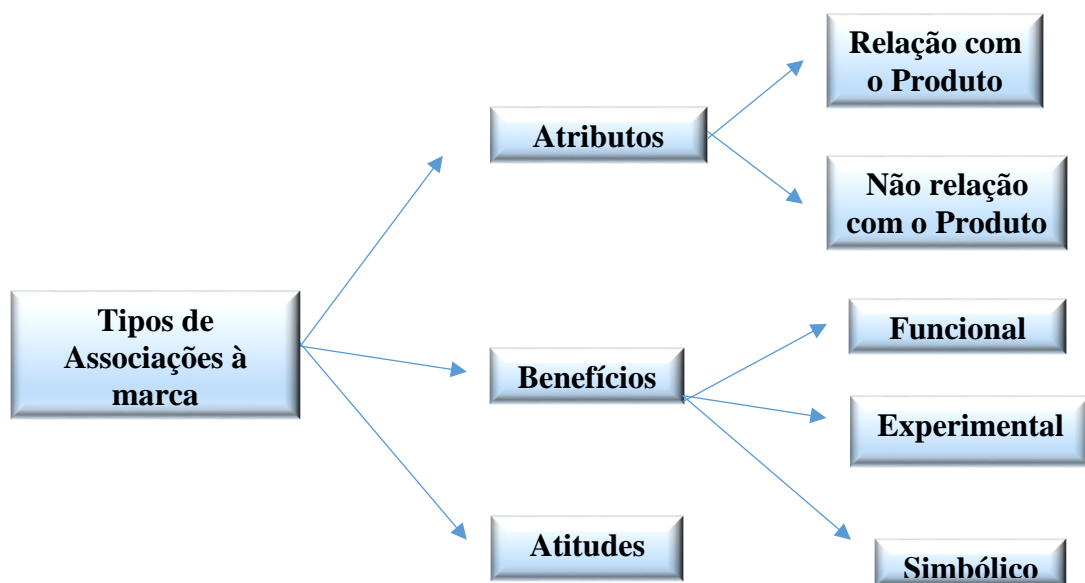 Tipos de
Associações à
marca
Atributos
Relação com
o Produto
Não relação
com o Produto
Benefícios
Funcional
Experimental
Simbólico
Atitudes